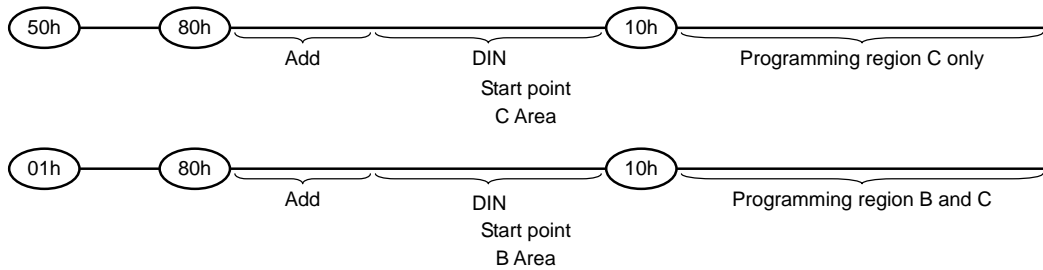 50h 80h 10h
Add DIN Programming region C only
Start point
C Area
01h 80h 10h
Add DIN Programming region B and C
Start point
B Area